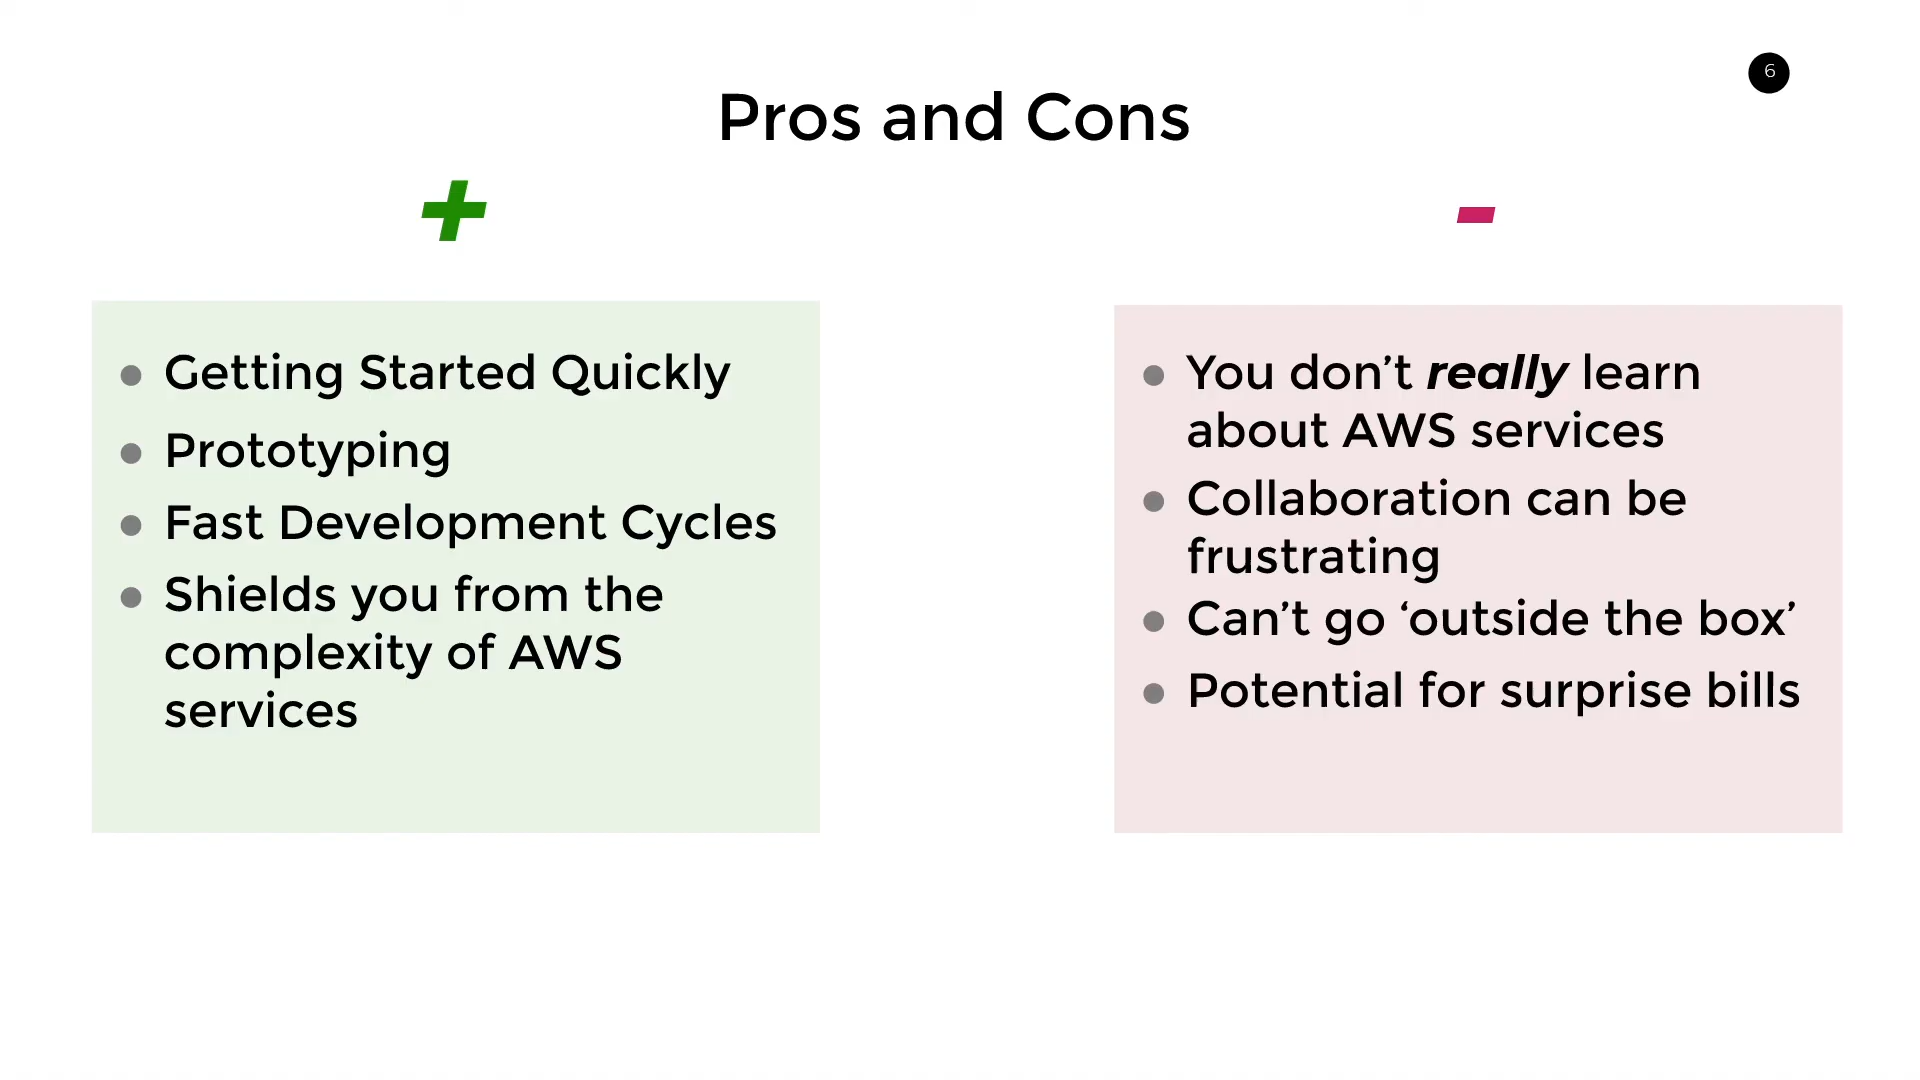 6
Pros and Cons
+
-
● Getting Started Quickly
● Prototyping
● Fast Development Cycles
● Shields you from the
complexity of AWS
services
● You don’t really learn
about AWS services
● Collaboration can be
frustrating
● Can’t go ‘outside the box’
● Potential for surprise bills